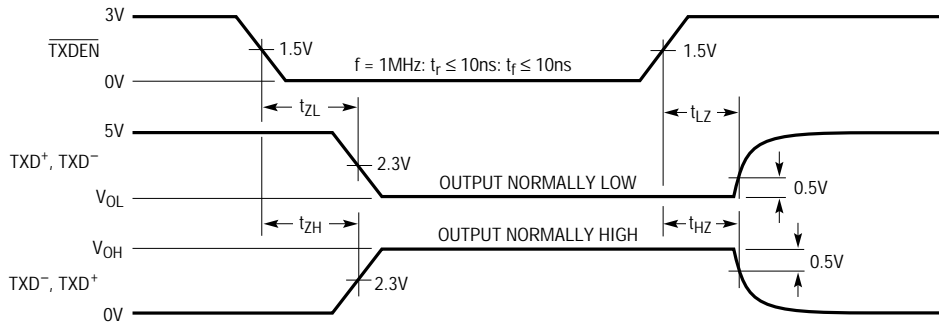 3V
TXDEN
1.5V
f = 1MHz: tr ≤ 10ns: tf ≤ 10ns
1.5V
0V
tZL
tLZ
5V
TXD+, TXD–
2.3V
OUTPUT NORMALLY LOW
0.5V
VOL
tZH
tHZ
VOH
OUTPUT NORMALLY HIGH
0.5V
TXD–, TXD+
2.3V
0V